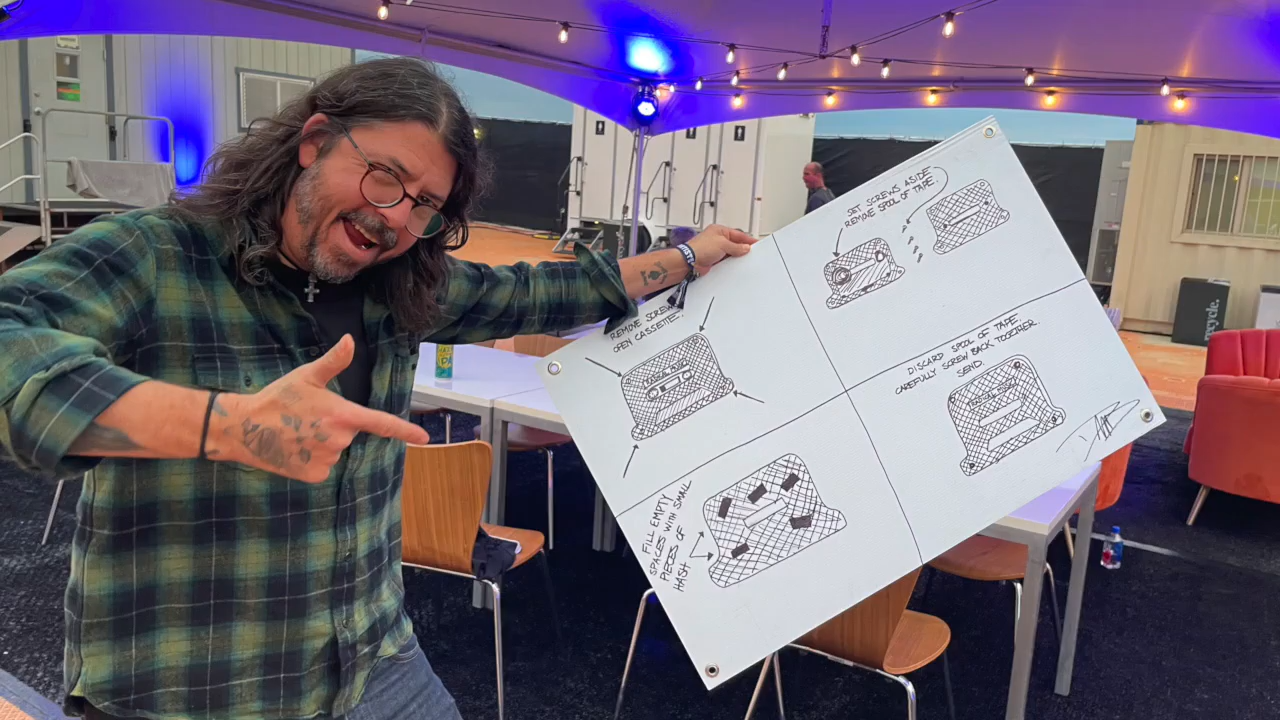 REMOVE SCREWS
OPEN CASSETTE.
SET SCREWS ASIDE
REMOVE SPOOL OF TAPE
FILL EMPTY
SPACES WITH SMALL
PIECES OF
HASH
DISCARD SPOOL OF TAPE.
CAREFULLY SCREW BACK TOGETHER.
SEND.
recycle.